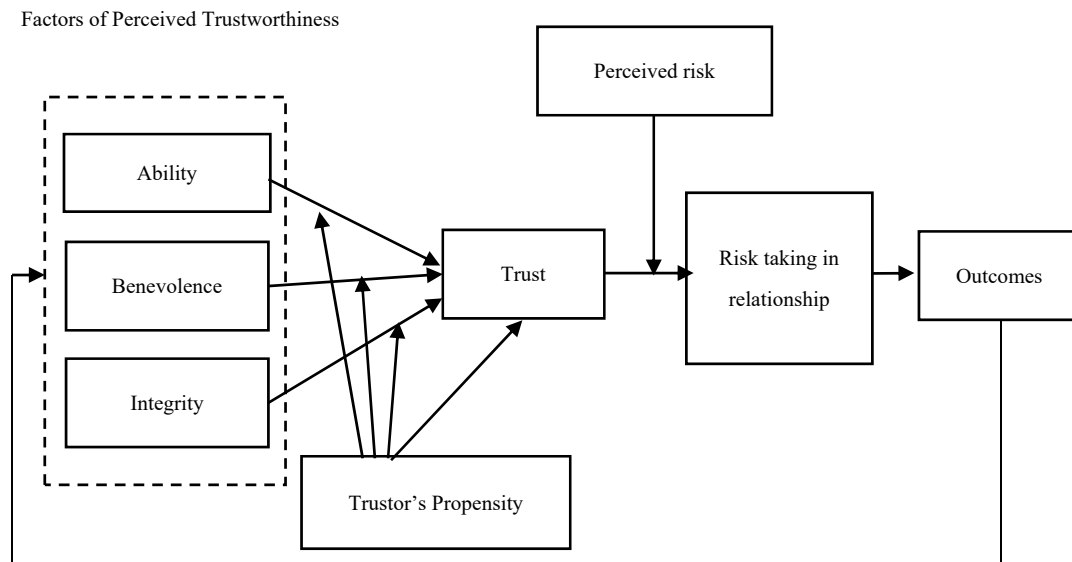 Factors of Perceived Trustworthiness
Perceived risk
Ability
Benevolence
Integrity
Trust
Risk taking in
relationship
Outcomes
Trustor’s Propensity